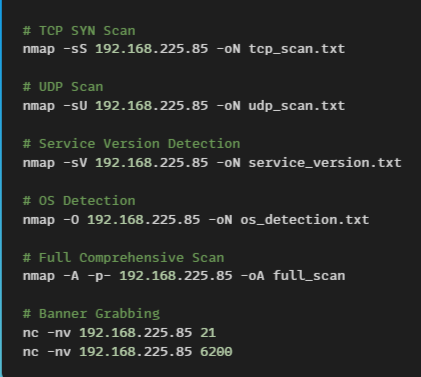 # TCP SYN Scan
nmap -sS 192.168.225.85 -oN tcp_scan.txt
# UDP Scan
nmap -sU 192.168.225.85 -oN udp_scan.txt
# Service Version Detection
nmap -sV 192.168.225.85 -oN service_version.txt
# OS Detection
nmap -O 192.168.225.85 -oN os_detection.txt
# Full Comprehensive Scan
nmap -A -p- 192.168.225.85 -oA full_scan
# Banner Grabbing
nc -nv 192.168.225.85 21
nc -nv 192.168.225.85 6200